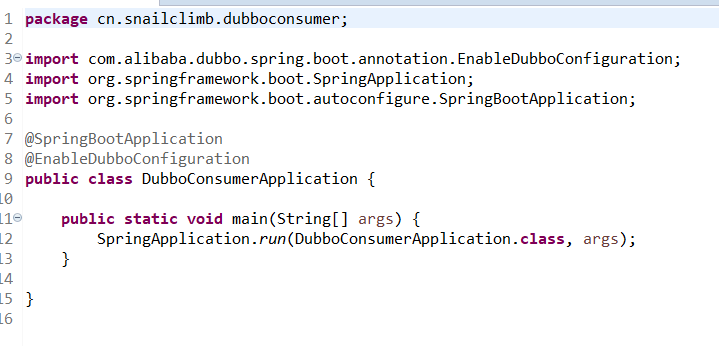 1 package cn.snailclimb.dubboconsumer;
2
3 import com.alibaba.dubbo.spring.boot.annotation.EnableDubboConfiguration;
4 import org.springframework.boot.SpringApplication;
5 import org.springframework.boot.autoconfigure.SpringBootApplication;
6
7 @SpringBootApplication
8 @EnableDubboConfiguration
9 public class DubboConsumerApplication {
10
11     public static void main(String[] args) {
12         SpringApplication.run(DubboConsumerApplication.class, args);
13     }
14
15 }
16